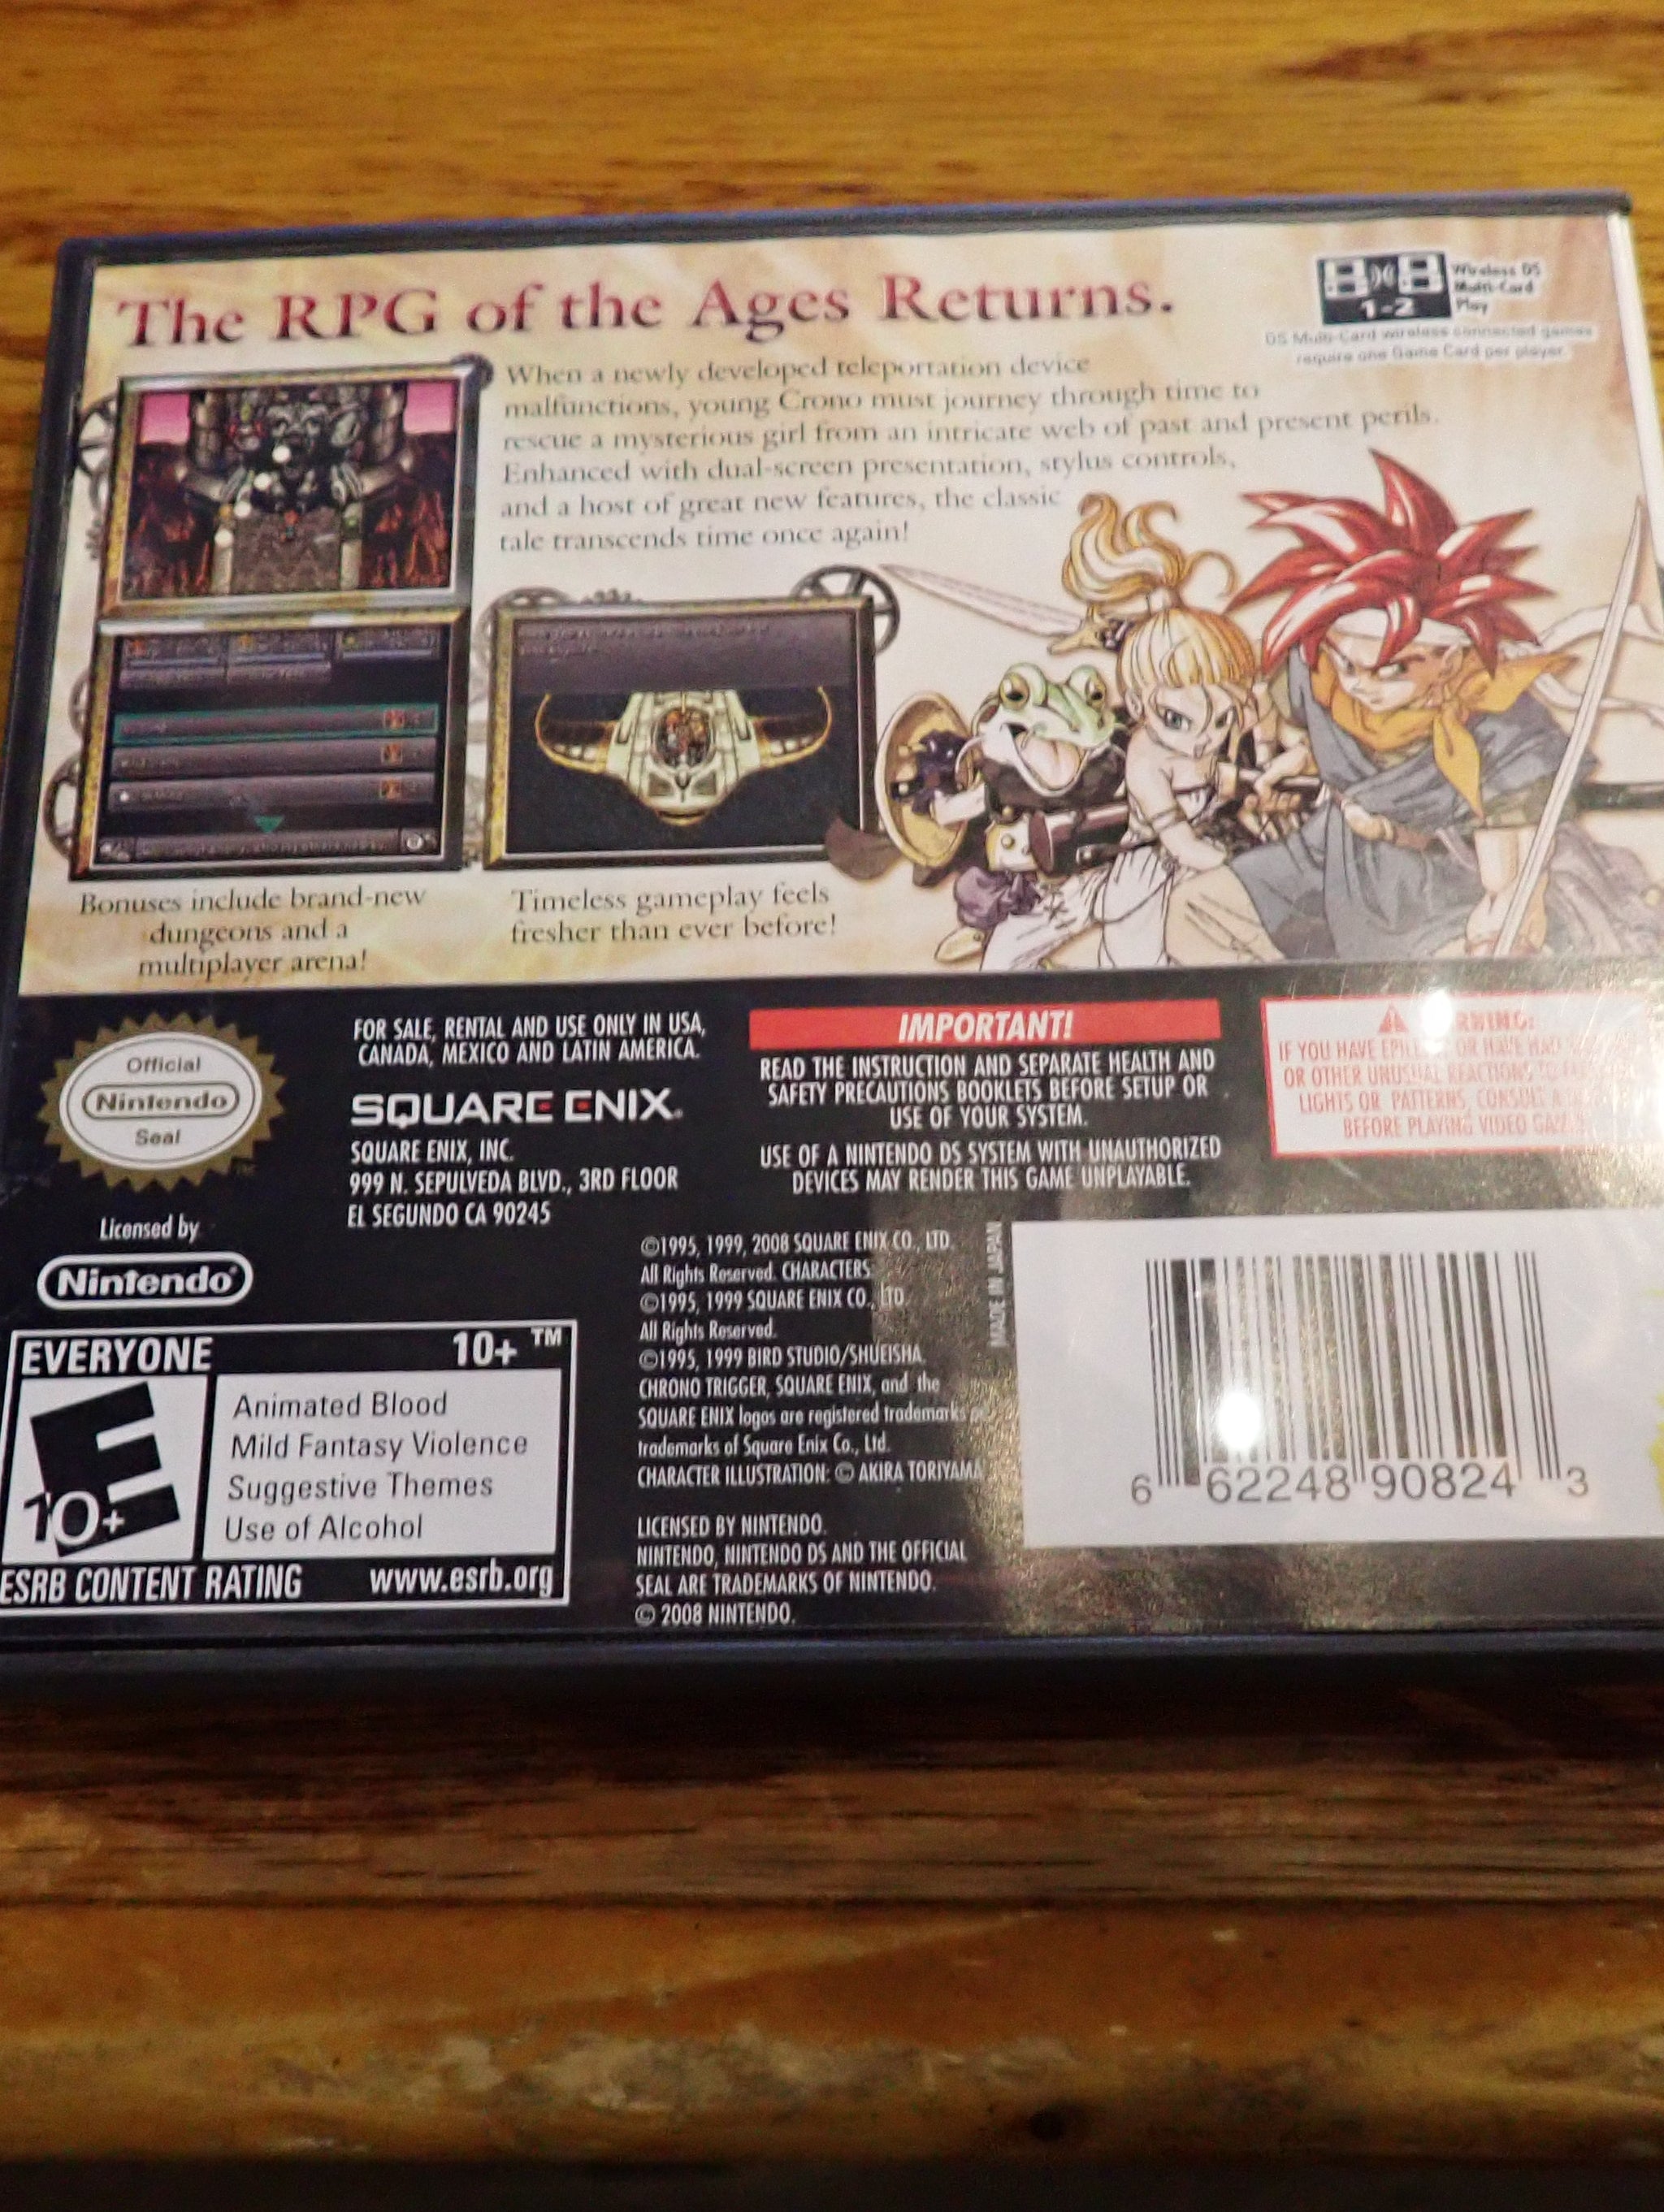 The RPG of the Ages Returns.
1-2
Wireless DS
Multi-Card
Play
DS Multi-Card wireless connected games
require one Game Card per player.
When a newly developed teleportation device
malfunctions, young Crono must journey through time to
rescue a mysterious girl from an intricate web of past and present perils.
Enhanced with dual-screen presentation, stylus controls,
and a host of great new features, the classic
tale transcends time once again!
Bonuses include brand-new
dungeons and a
multiplayer arena!
Timeless gameplay feels
fresher than ever before!
Official
Nintendo
Seal
TM
Licensed by
Nintendo®
FOR SALE, RENTAL AND USE ONLY IN USA,
CANADA, MEXICO AND LATIN AMERICA.
SQUARE ENIX.
SQUARE ENIX, INC.
999 N. SEPULVEDA BLVD., 3RD FLOOR
EL SEGUNDO CA 90245
IMPORTANT!
READ THE INSTRUCTION AND SEPARATE HEALTH AND
SAFETY PRECAUTIONS BOOKLETS BEFORE SETUP OR
USE OF YOUR SYSTEM.
USE OF A NINTENDO DS SYSTEM WITH UNAUTHORIZED
DEVICES MAY RENDER THIS GAME UNPLAYABLE.
IF YOU HAVE OR HAVE HAD
OR OTHER UNUSUAL REACTIONS TO
LIGHTS OR PATTERNS, CONSULT A
BEFORE PLAYING VIDEO
EVERYONE 10+ ™
E
10+
Animated Blood
Mild Fantasy Violence
Suggestive Themes
Use of Alcohol
ESRB CONTENT RATING www.esrb.org
©1995, 1999, 2008 SQUARE ENIX CO., LTD.
All Rights Reserved. CHARACTERS:
©1995, 1999 SQUARE ENIX CO., LTD.
All Rights Reserved.
©1995, 1999 BIRD STUDIO/SHUEISHA.
CHRONO TRIGGER, SQUARE ENIX, and the
SQUARE ENIX logos are registered trademarks
trademarks of Square Enix Co., Ltd.
CHARACTER ILLUSTRATION: © AKIRA TORIYAMA
LICENSED BY NINTENDO.
NINTENDO, NINTENDO DS AND THE OFFICIAL
SEAL ARE TRADEMARKS OF NINTENDO.
© 2008 NINTENDO.
MADE IN JAPAN
6 62248 90824 3